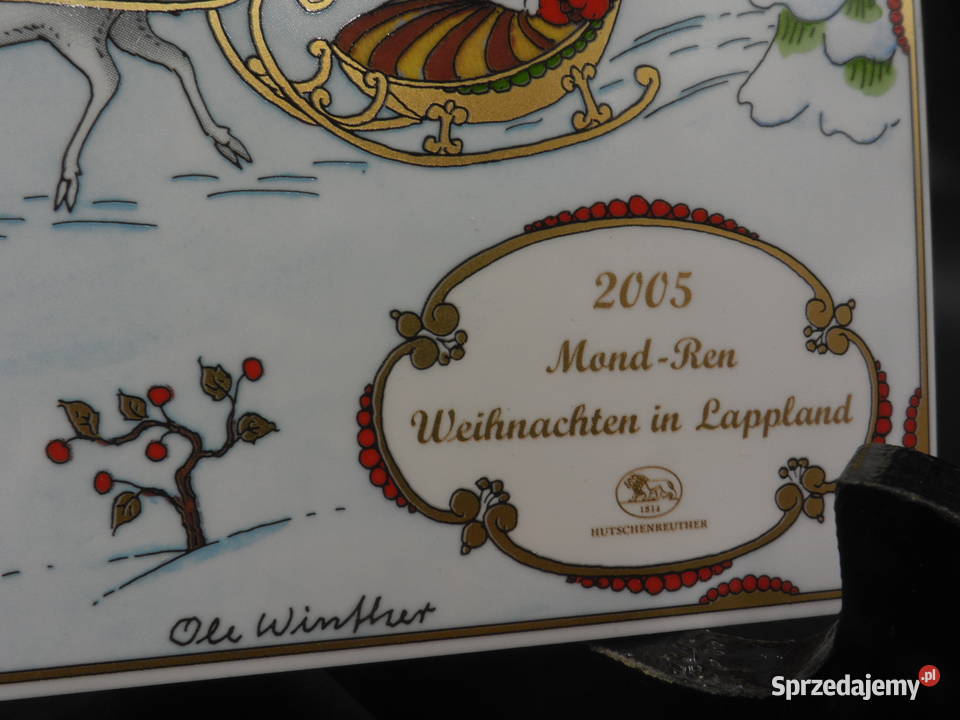 2005
Mond-Ren
Weihnachten in Lappland
1814
HUTSCHENREUTHER
Ole Winther
Sprzedajemy.pl